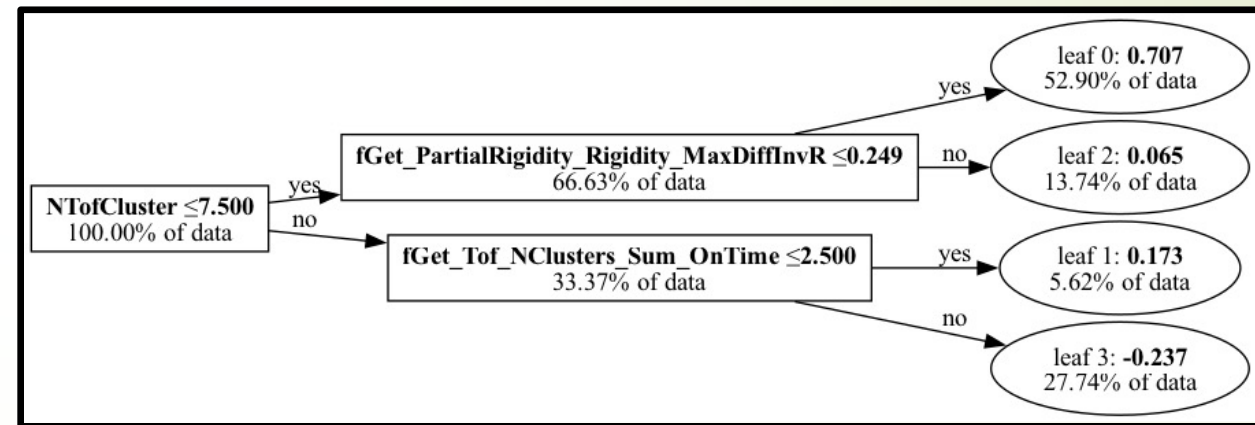 NTofCluster ≤7.500
100.00% of data
yes
no
fGet_PartialRigidity_Rigidity_MaxDiffInvR ≤0.249
66.63% of data
fGet_Tof_NClusters_Sum_OnTime ≤2.500
33.37% of data
yes
no
yes
no
leaf 0: 0.707
52.90% of data
leaf 2: 0.065
13.74% of data
leaf 1: 0.173
5.62% of data
leaf 3: -0.237
27.74% of data